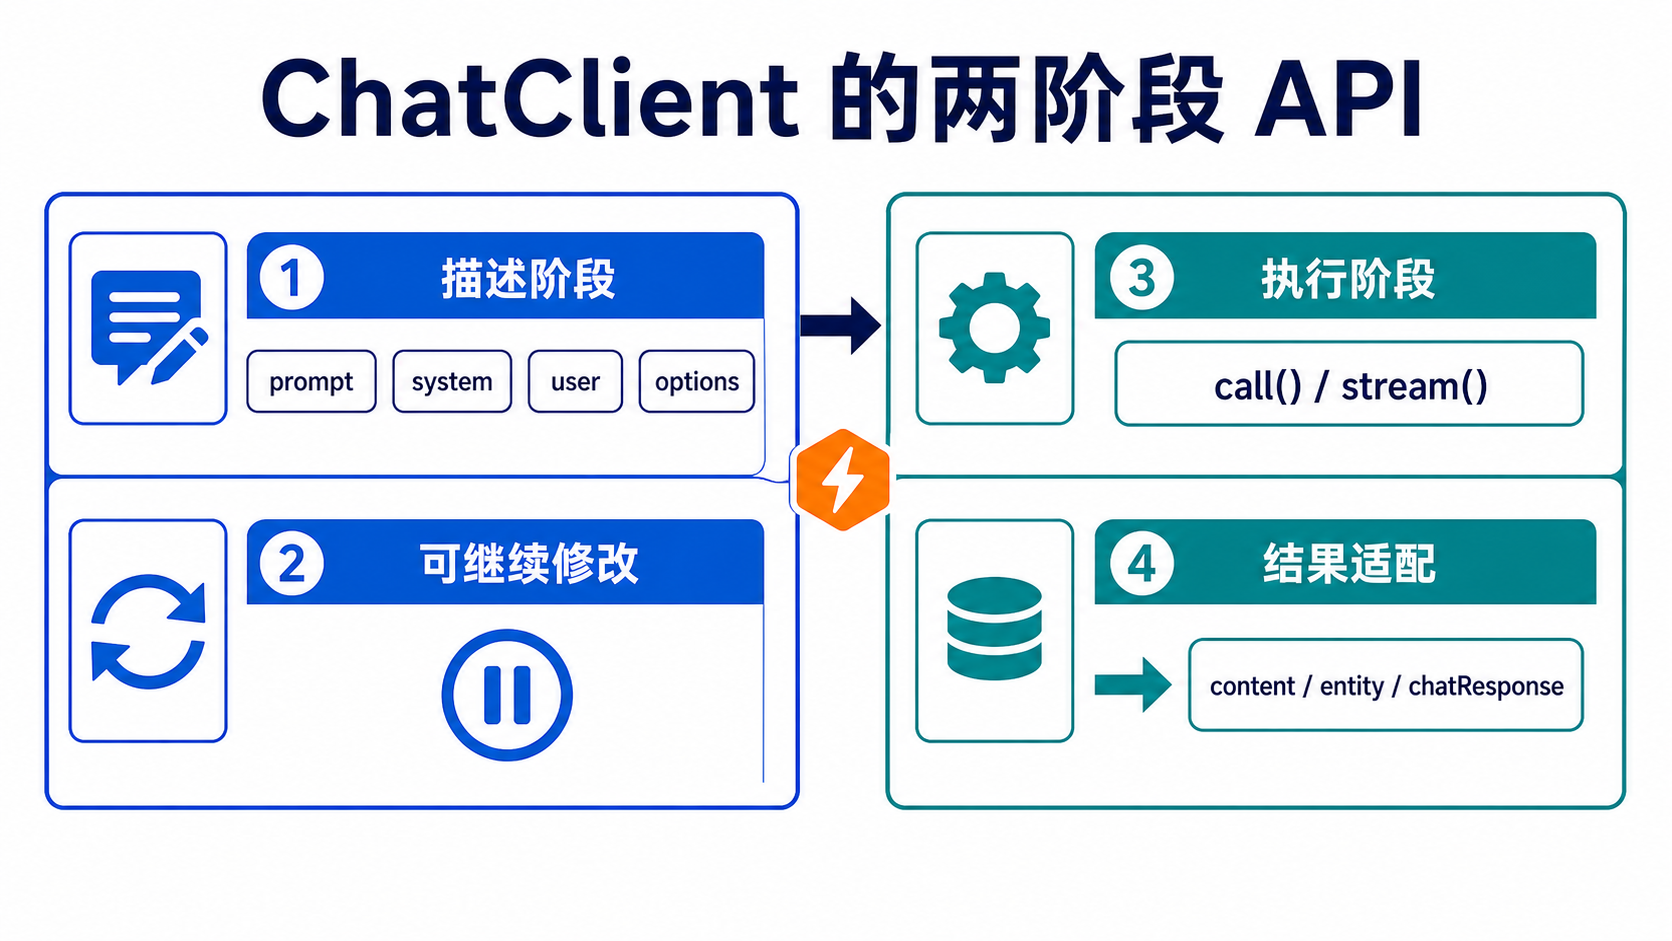 ChatClient 的两阶段 API
1 描述阶段
prompt system user options
2 可继续修改
3 执行阶段
call() / stream()
4 结果适配
content / entity / chatResponse